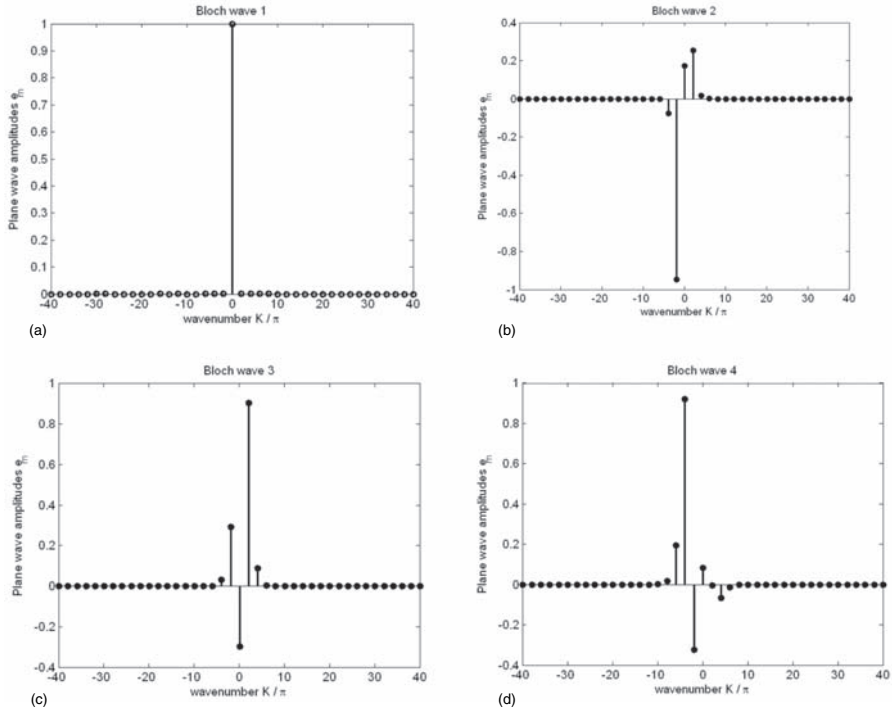 Bloch wave 1
1
0.9
0.8
0.7
0.6
0.5
0.4
0.3
0.2
0.1
0
-40 -30 -20 -10 0 10 20 30 40
Plane wave amplitudes em
wavenumber K / π
(a)
Bloch wave 2
0.4
0.2
0
-0.2
-0.4
-0.6
-0.8
-1
-40 -30 -20 -10 0 10 20 30 40
Plane wave amplitudes em
wavenumber K / π
(b)
Bloch wave 3
1
0.8
0.6
0.4
0.2
0
-0.2
-0.4
-40 -30 -20 -10 0 10 20 30 40
Plane wave amplitudes em
wavenumber K / π
(c)
Bloch wave 4
1
0.8
0.6
0.4
0.2
0
-0.2
-0.4
-40 -30 -20 -10 0 10 20 30 40
Plane wave amplitudes em
wavenumber K / π
(d)